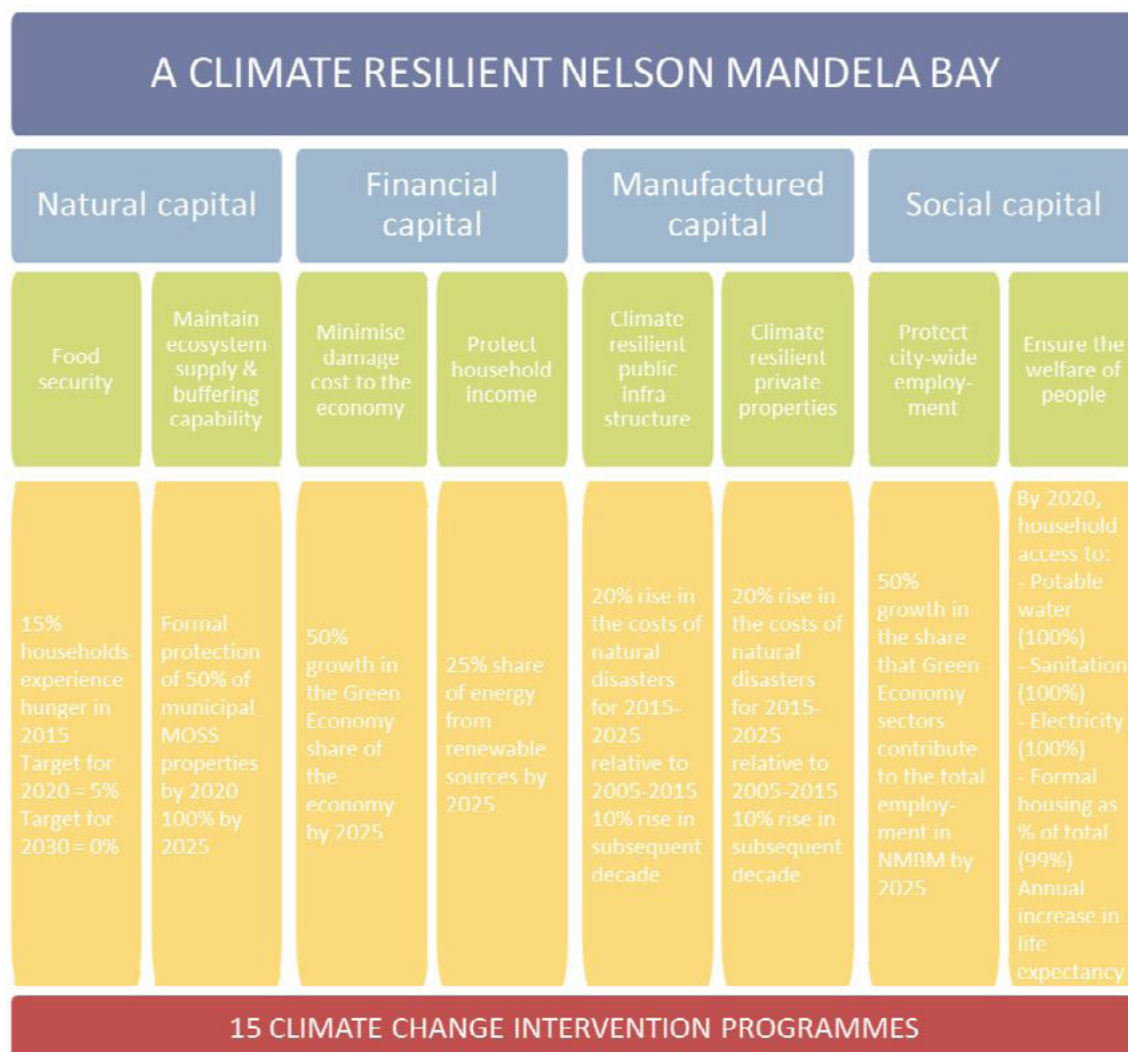 A CLIMATE RESILIENT NELSON MANDELA BAY
Natural capital
Financial
capital
Manufactured
capital
Social capital
Food
security
Maintain
ecosystem
supply &
buffering
capability
Minimise
damage
cost to the
economy
Protect
household
income
Climate
resilient
public
infra-
structure
Climate
resilient
private
properties
Protect
city-wide
employ-
ment
Ensure the
welfare of
people
15%
households
experience
hunger in
2015
Target for
2020 = 5%
Target for
2030 = 0%
Formal
protection
of 50% of
municipal
MOSS
properties
by 2020
100% by
2025
50%
growth in
the Green
Economy
share of
the
economy
by 2025
25% share
of energy
from
renewable
sources by
2025
20% rise in
the costs of
natural
disasters
for 2015-
2025
relative to
2005-2015
10% rise in
subsequent
decade
20% rise in
the costs of
natural
disasters
for 2015-
2025
relative to
2005-2015
10% rise in
subsequent
decade
50%
growth in
the share
that Green
Economy
sectors
contribute
to the total
employ-
ment in
NMBM by
2025
By 2020,
household
access to:
- Potable
water
(100%)
- Sanitation
(100%)
- Electricity
(100%)
- Formal
housing as
% of total
(99%)
Annual
increase in
life
expectancy
15 CLIMATE CHANGE INTERVENTION PROGRAMMES